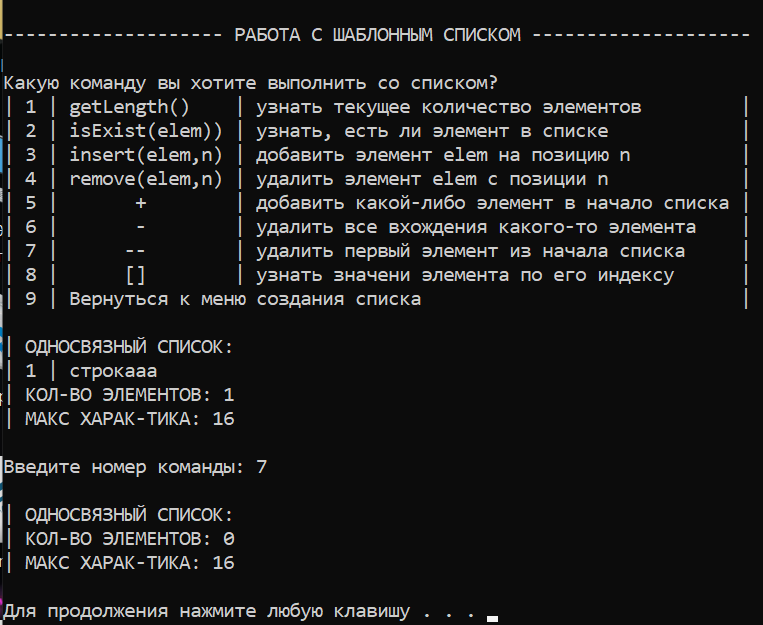 -------------------- РАБОТА С ШАБЛОННЫМ СПИСКОМ --------------------
Какую команду вы хотите выполнить со списком?
| 1 | getLength()    | узнать текущее количество элементов         |
| 2 | isExist(elem)) | узнать, есть ли элемент в списке            |
| 3 | insert(elem,n) | добавить элемент elem на позицию n          |
| 4 | remove(elem,n) | удалить элемент elem с позиции n            |
| 5 |       +        | добавить какой-либо элемент в начало списка |
| 6 |       -        | удалить все вхождения какого-то элемента    |
| 7 |      --        | удалить первый элемент из начала списка     |
| 8 |      []        | узнать значени элемента по его индексу      |
| 9 | Вернуться к меню создания списка                             |
| ОДНОСВЯЗНЫЙ СПИСОК:
| 1 | строкааа
| КОЛ-ВО ЭЛЕМЕНТОВ: 1
| МАКС ХАРАК-ТИКА: 16
Введите номер команды: 7
| ОДНОСВЯЗНЫЙ СПИСОК:
| КОЛ-ВО ЭЛЕМЕНТОВ: 0
| МАКС ХАРАК-ТИКА: 16
Для продолжения нажмите любую клавишу . . .